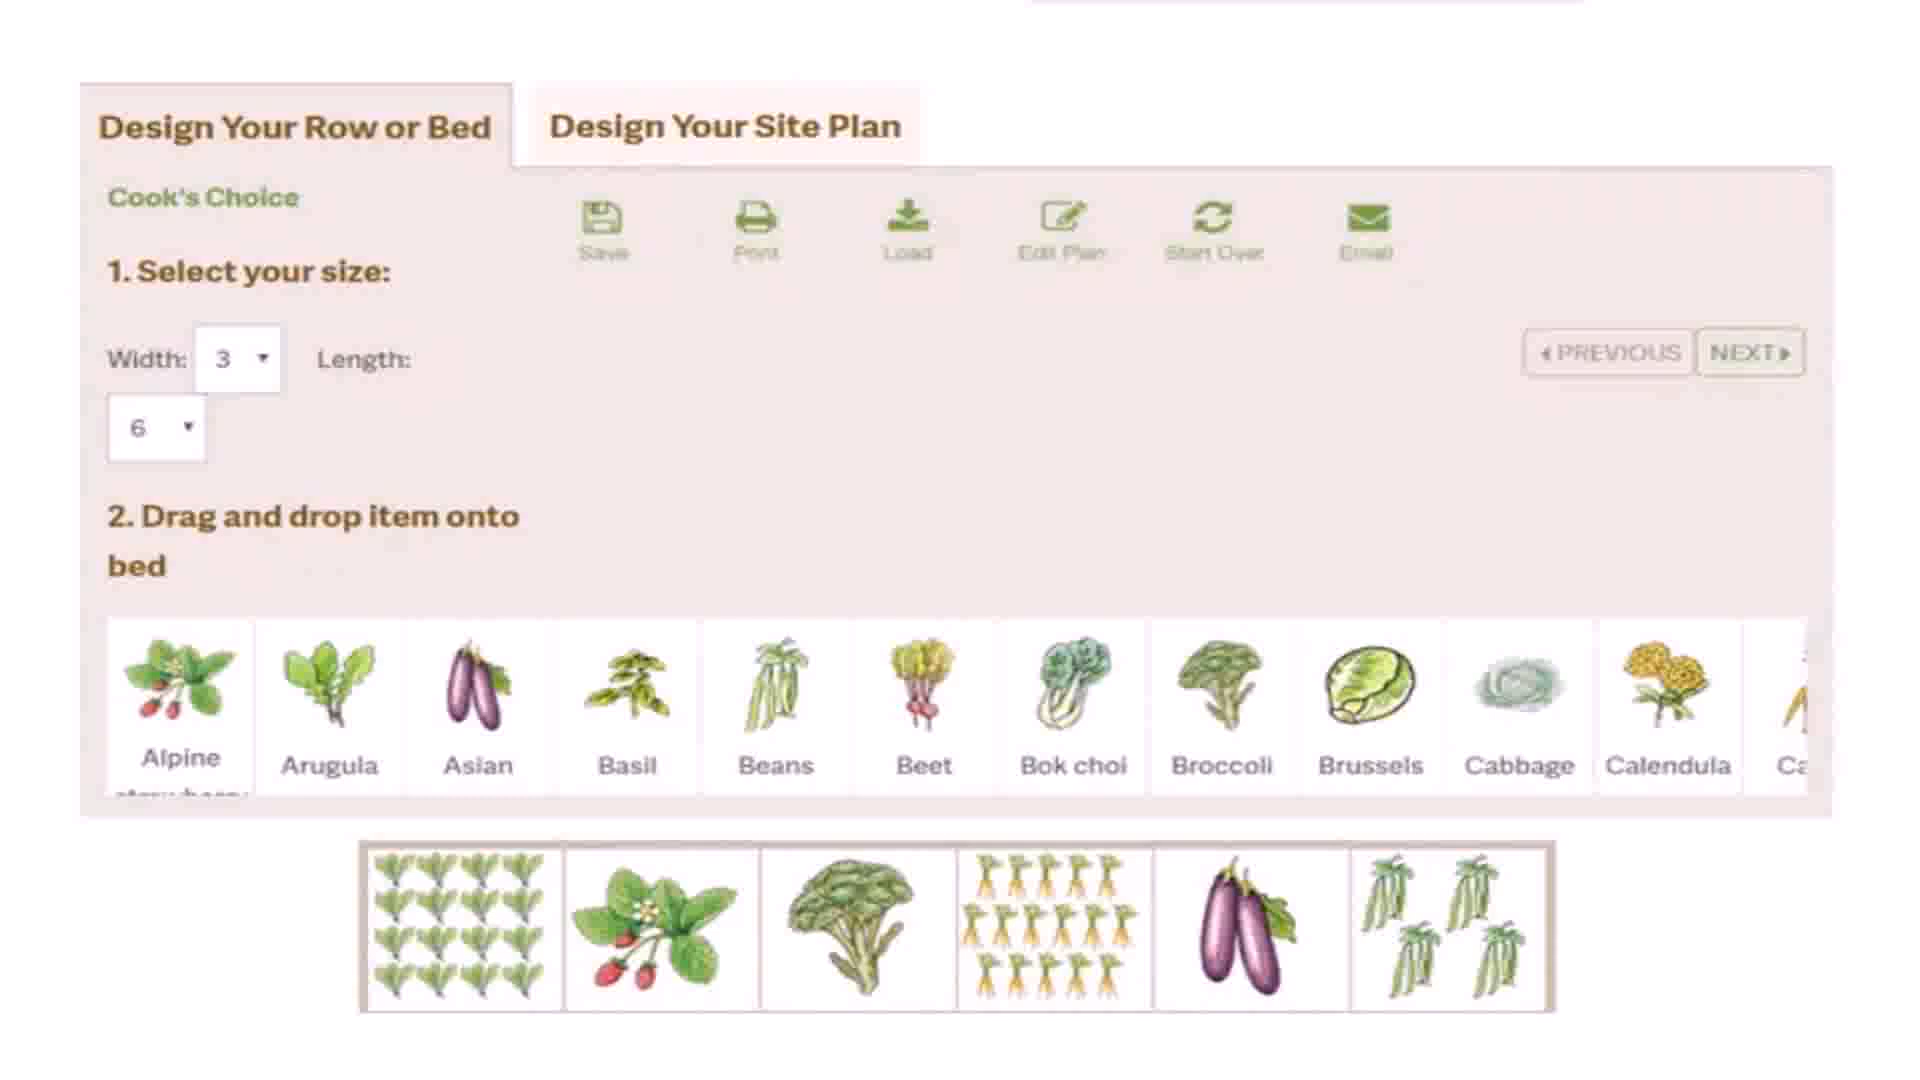 Design Your Row or Bed
Design Your Site Plan
Cook's Choice
Save
Print
Load
Edit Plan
Start Over
Email
1. Select your size:
Width: 3 Length:
PREVIOUS
NEXT
6
2. Drag and drop item onto
bed
Alpine
Arugula
Asian
Basil
Beans
Beet
Bok choi
Broccoli
Brussels
Cabbage
Calendula
Ca